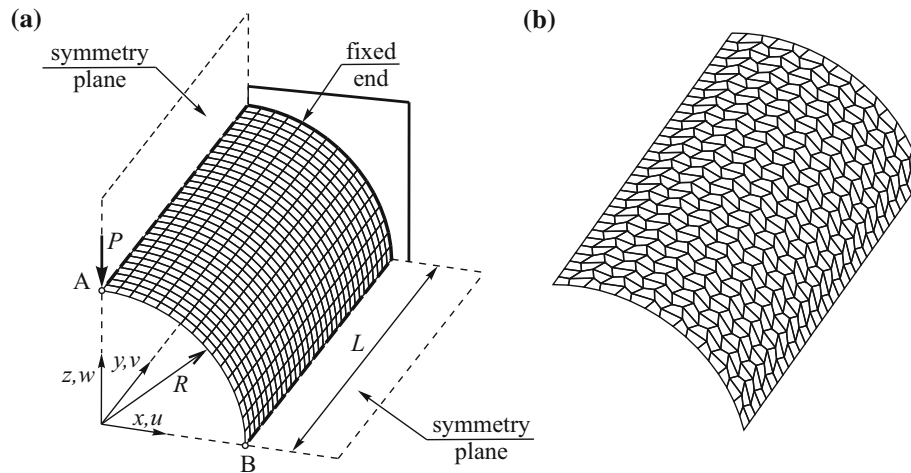 (a)
symmetry
plane
fixed
end
P
A
z,w
y,v
R
x,u
B
L
symmetry
plane
(b)